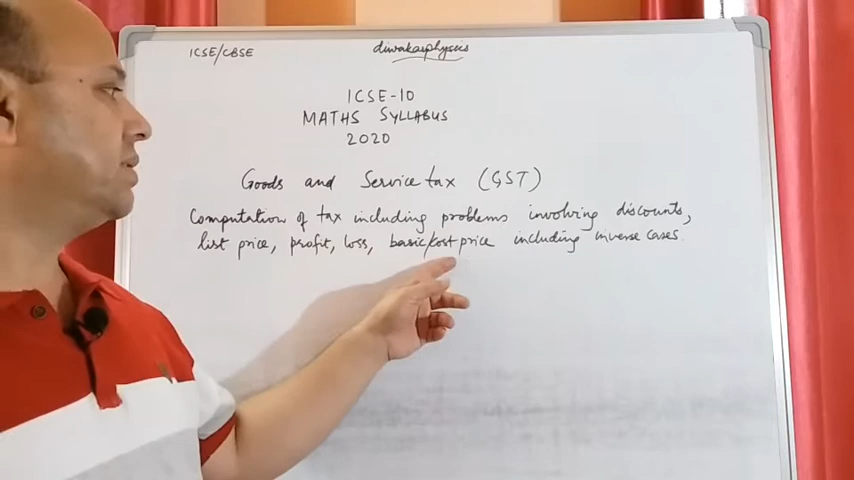 ICSE/CBSE
diwakarphysics
ICSE-10
MATHS SYLLABUS
2020
Goods and Service tax (GST)
Computation of tax including problems involving discounts,
list price, profit, loss, basic/cost price including inverse cases.